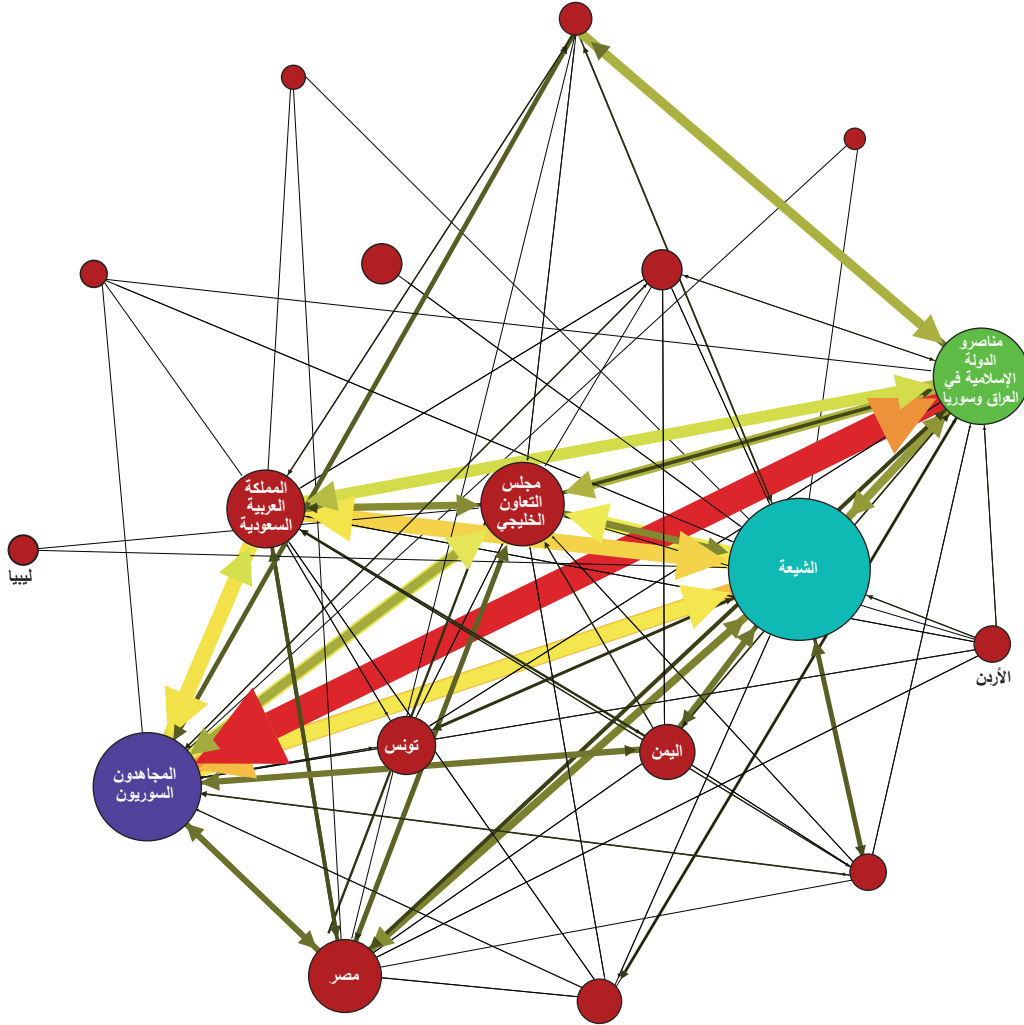 مناصرو
الدولة
الإسلامية في
العراق وسوريا
المملكة
العربية
السعودية
مجلس
التعاون
الخليجي
الشيعة
ليبيا
الأردن
تونس
اليمن
المجاهدون
السوريون
مصر